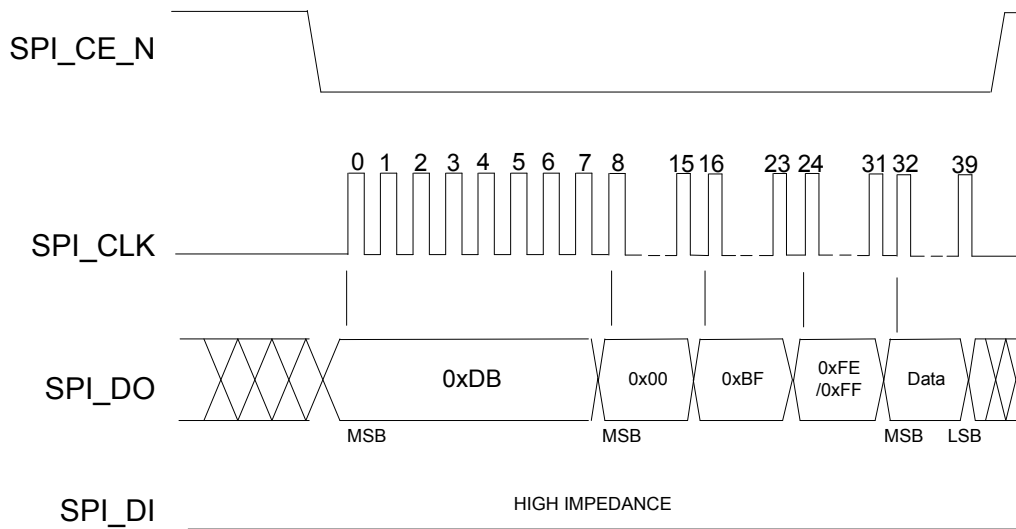 SPI_CE_N
0 1 2 3 4 5 6 7 8 15 16 23 24 31 32 39
SPI_CLK
SPI_DO
0xDB
0x00
0xBF
0xFE
/0xFF
Data
MSB MSB MSB LSB
SPI_DI
HIGH IMPEDANCE